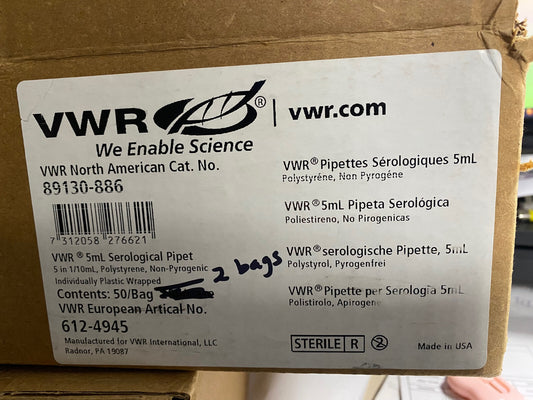 VWR ® | vwr.com
We Enable Science
VWR North American Cat. No.
89130-886
7 312058 276621
VWR ® 5mL Serological Pipet
5 in 1/10mL, Polystyrene, Non-Pyrogenic
Individually Plastic Wrapped
Contents: 50/Bag 2 bags
VWR European Artical No.
612-4945
Manufactured for VWR International, LLC
Radnor, PA 19087
VWR® Pipettes Sérologiques 5mL
Polystyréne, Non Pyrogéne
VWR ®5mL Pipeta Serológica
Poliestireno, No Pirogenicas
VWR® serologische Pipette, 5mL
Polystyrol, Pyrogenfrei
VWR® Pipette per Serologia 5mL
Polistirolo, Apirogene
STERILE R 2
Made in USA